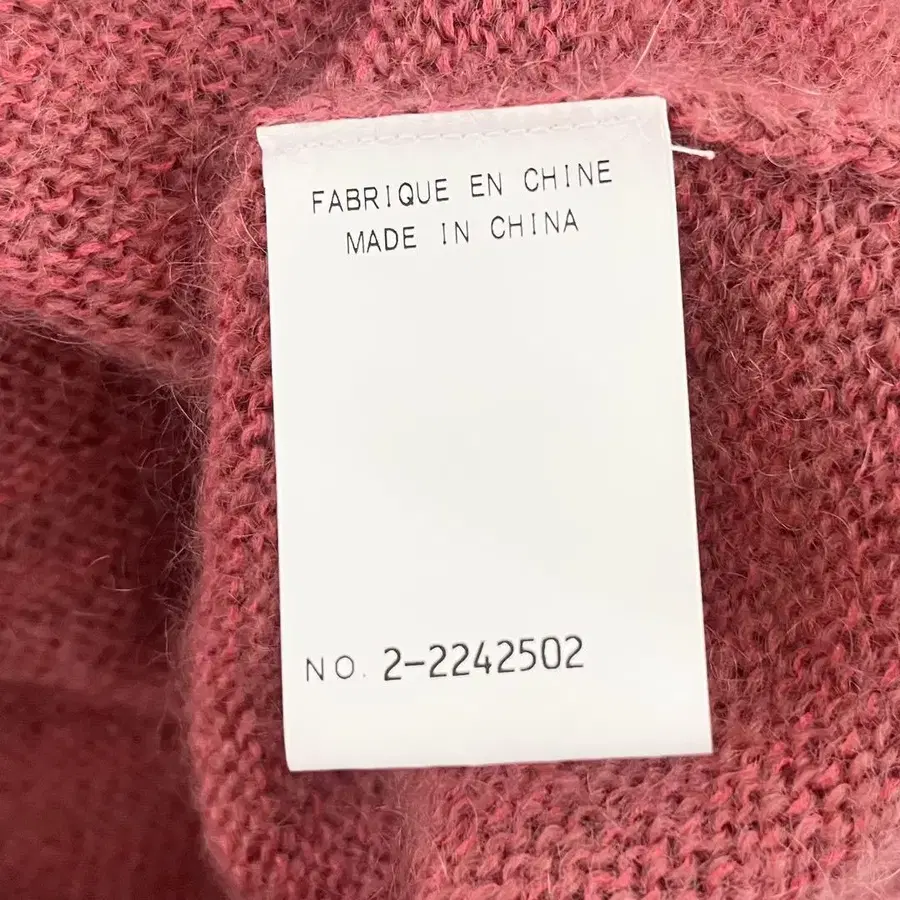 FABRIQUE EN CHINE
MADE IN CHINA
NO. 2-2242502